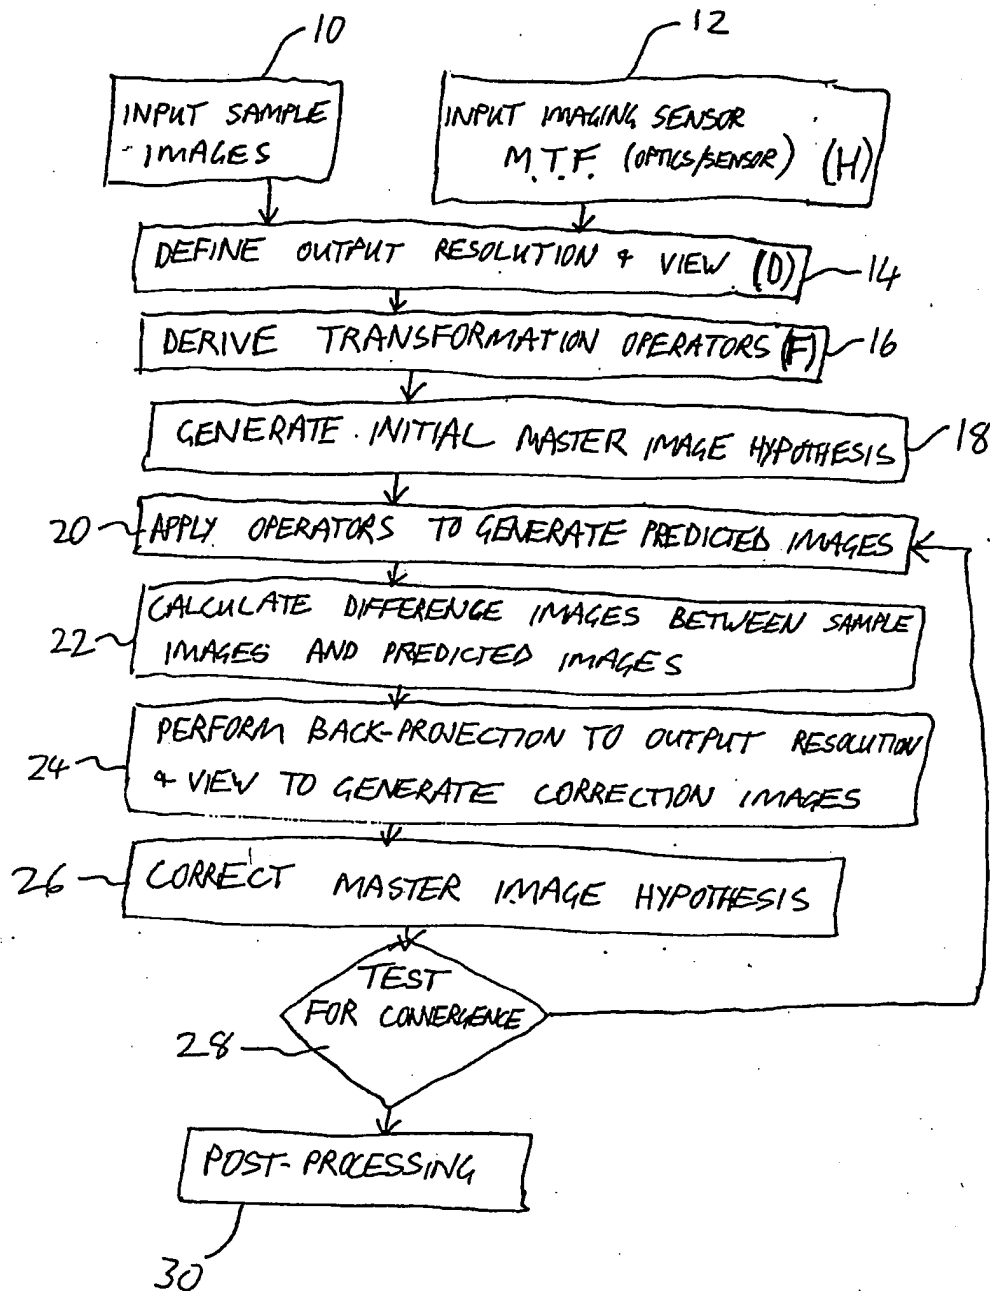 10
12
INPUT SAMPLE
IMAGES
INPUT IMAGING SENSOR
M.T.F. (OPTICS/SENSOR) (H)
DEFINE OUTPUT RESOLUTION & VIEW (D)
14
DERIVE TRANSFORMATION OPERATORS (F)
16
GENERATE INITIAL MASTER IMAGE HYPOTHESIS
18
20
APPLY OPERATORS TO GENERATE PREDICTED IMAGES
22
CALCULATE DIFFERENCE IMAGES BETWEEN SAMPLE
IMAGES AND PREDICTED IMAGES
24
PERFORM BACK-PROJECTION TO OUTPUT RESOLUTION
& VIEW TO GENERATE CORRECTION IMAGES
26
CORRECT MASTER IMAGE HYPOTHESIS
TEST
FOR CONVERGENCE
28
POST-PROCESSING
30